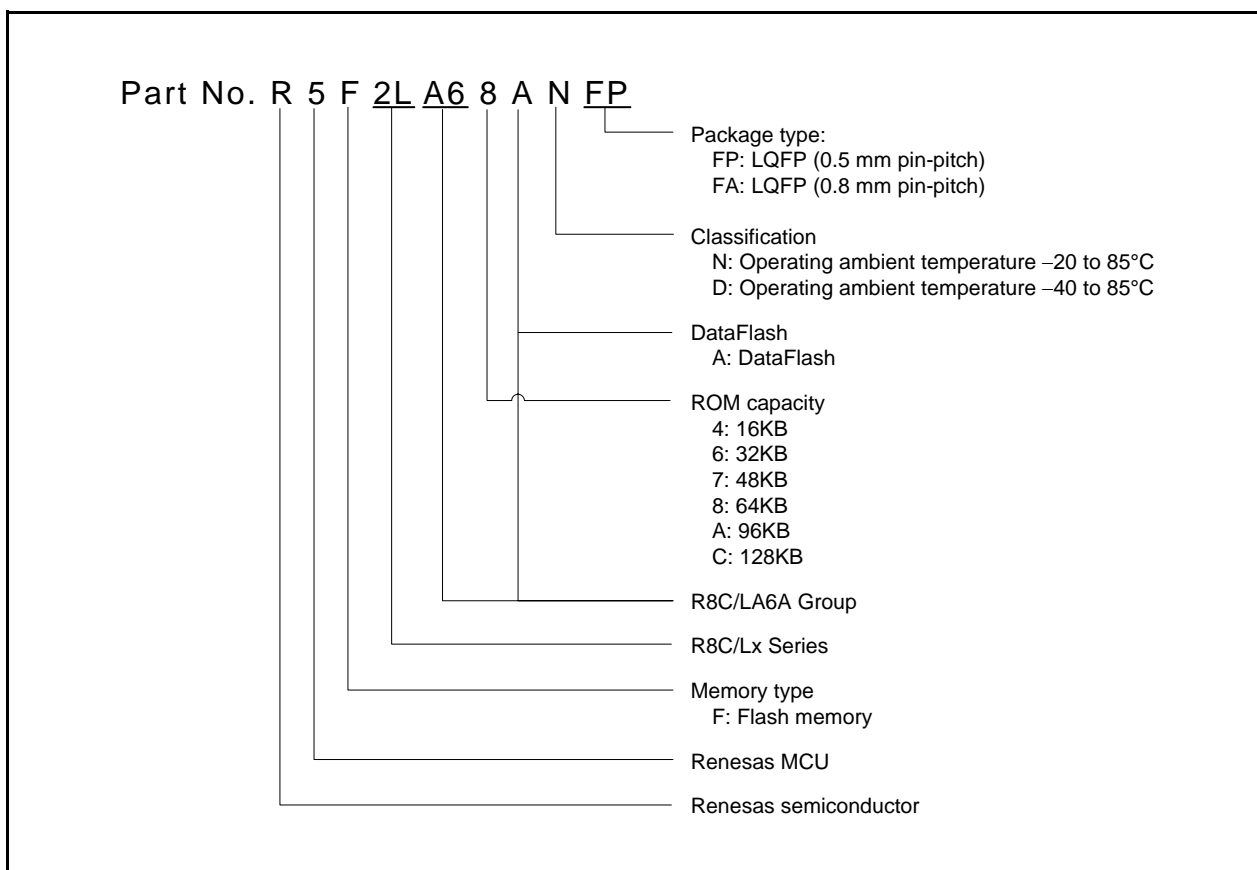 Part No. R 5 F 2L A6 8 A N FP
Package type:
FP: LQFP (0.5 mm pin-pitch)
FA: LQFP (0.8 mm pin-pitch)
Classification
N: Operating ambient temperature −20 to 85°C
D: Operating ambient temperature −40 to 85°C
DataFlash
A: DataFlash
ROM capacity
4: 16KB
6: 32KB
7: 48KB
8: 64KB
A: 96KB
C: 128KB
R8C/LA6A Group
R8C/Lx Series
Memory type
F: Flash memory
Renesas MCU
Renesas semiconductor